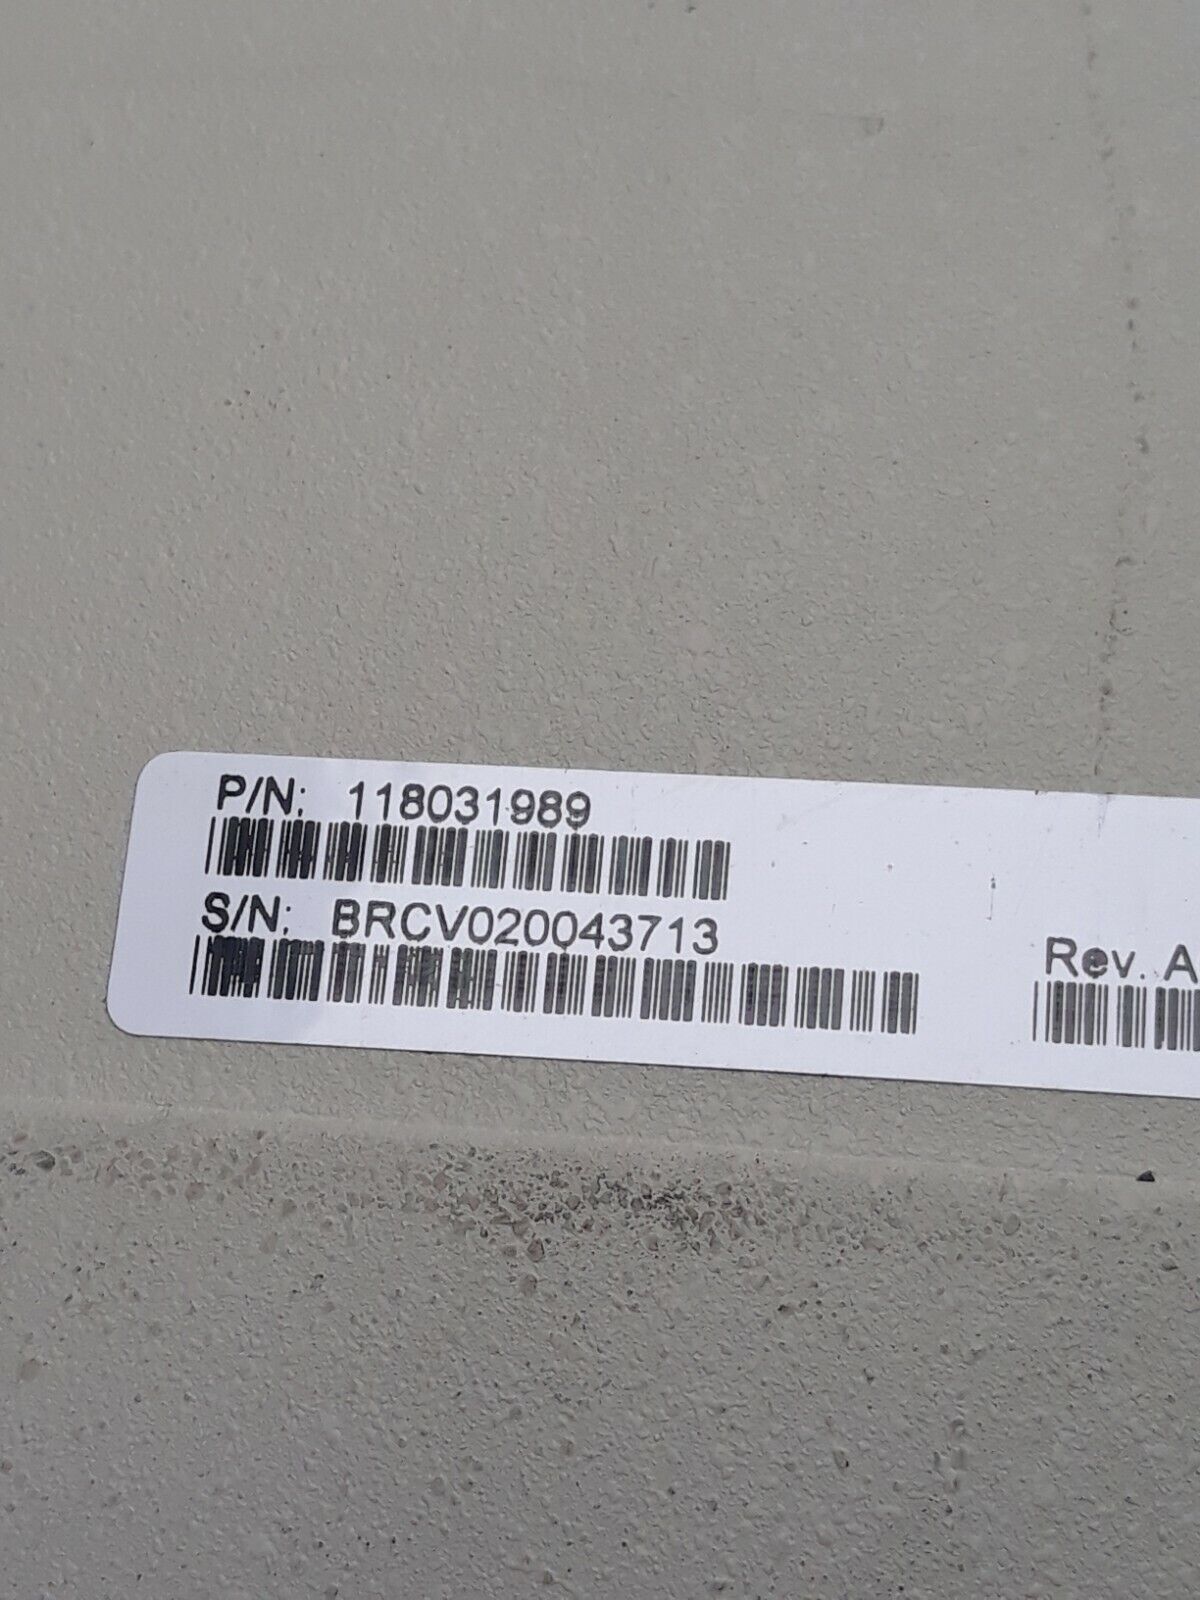 P/N: 118031989
S/N: BRCV020043713
Rev. A